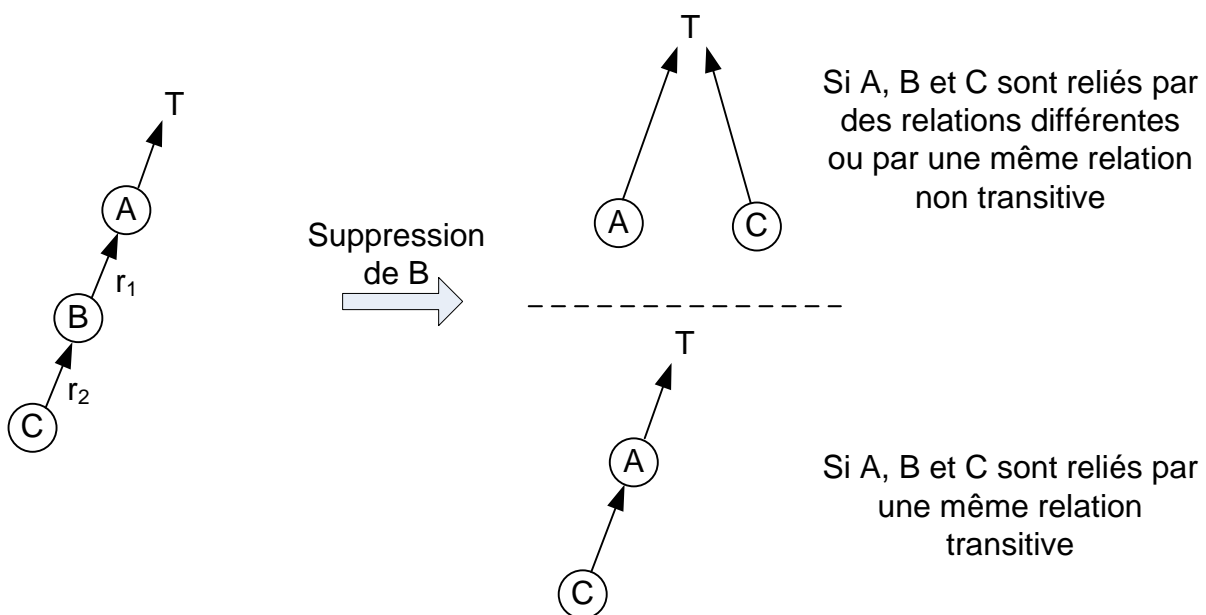 T
A
r₁
B
r₂
C
Suppression
de B
T
A
C
Si A, B et C sont reliés par
des relations différentes
ou par une même relation
non transitive
T
A
C
Si A, B et C sont reliés par
une même relation
transitive